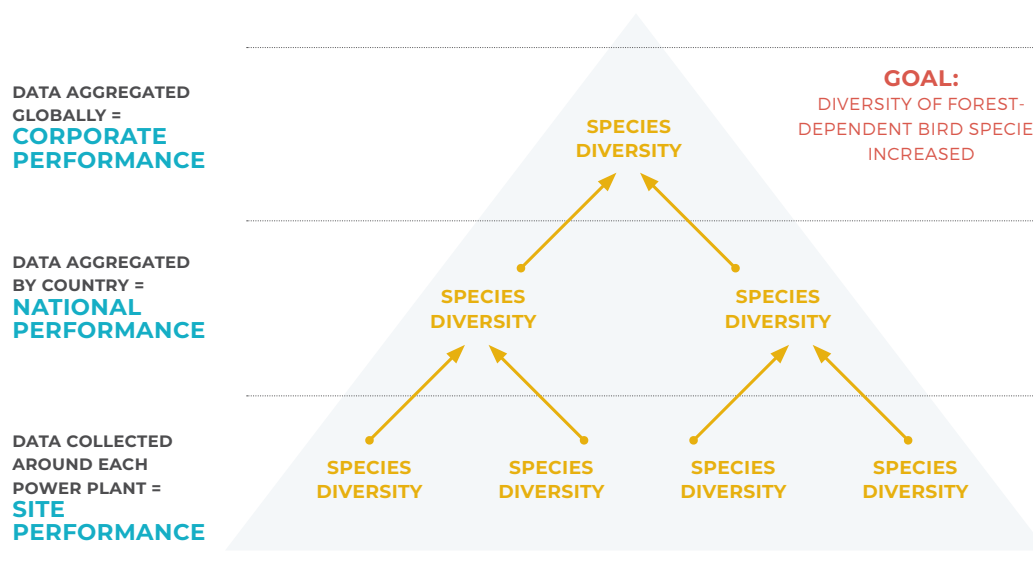 DATA AGGREGATED
GLOBALLY =
CORPORATE
PERFORMANCE
GOAL:
DIVERSITY OF FOREST-
DEPENDENT BIRD SPECIE
INCREASED
SPECIES
DIVERSITY
DATA AGGREGATED
BY COUNTRY =
NATIONAL
PERFORMANCE
SPECIES
DIVERSITY
SPECIES
DIVERSITY
DATA COLLECTED
AROUND EACH
POWER PLANT =
SITE
PERFORMANCE
SPECIES
DIVERSITY
SPECIES
DIVERSITY
SPECIES
DIVERSITY
SPECIES
DIVERSITY